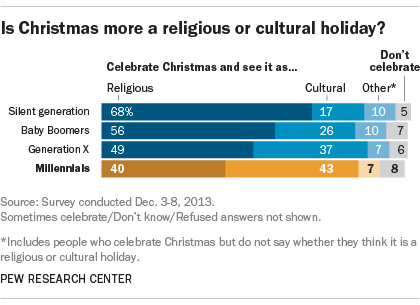 Is Christmas more a religious or cultural holiday?
Don't
Celebrate Christmas and see it as... celebrate
Religious Cultural Other*
Silent generation 68% 17 10 5
Baby Boomers 56 26 10 7
Generation X 49 37 7 6
Millennials 40 43 7 8
Source: Survey conducted Dec. 3-8, 2013.
Sometimes celebrate/Don't know/Refused answers not shown.
*Includes people who celebrate Christmas but do not say whether they think it is a
religious or cultural holiday.
PEW RESEARCH CENTER